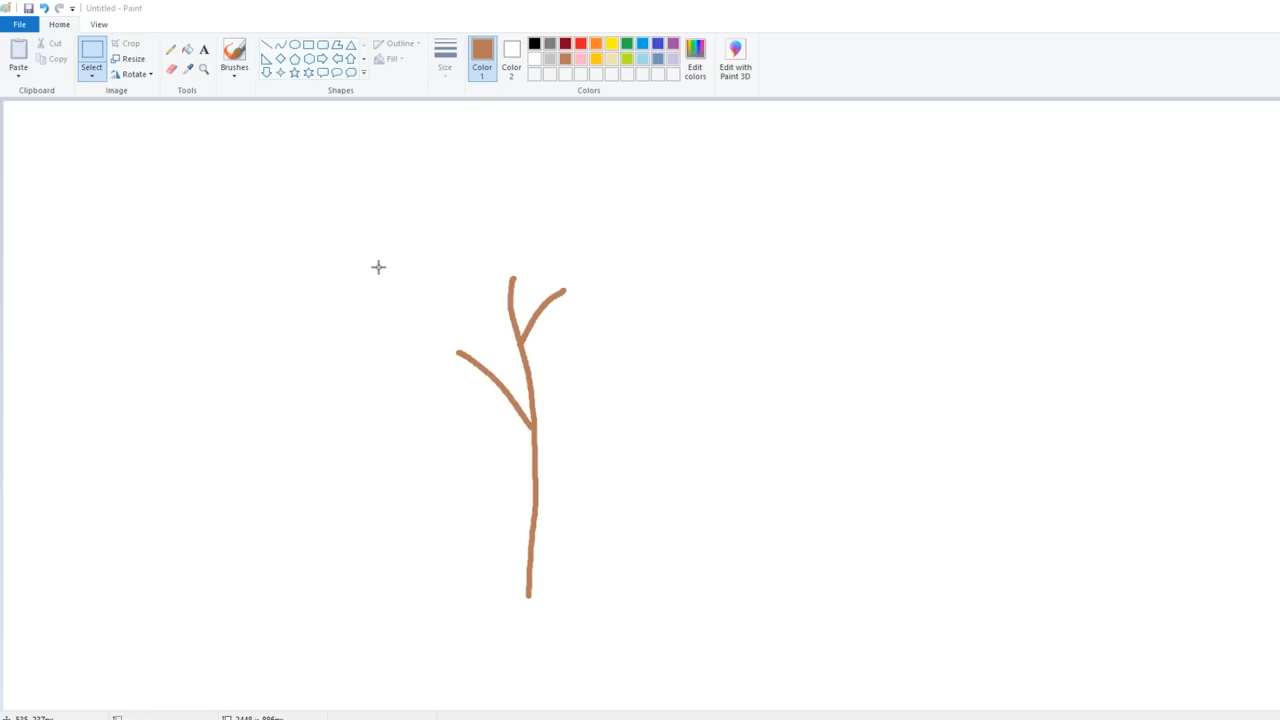 Untitled - Paint
File Home View
Paste Cut Copy Clipboard
Select Crop Resize Rotate Image
Tools
Brushes
Outline Fill Shapes
Size
Color 1 Color 2 Edit colors Colors
Edit with Paint 3D